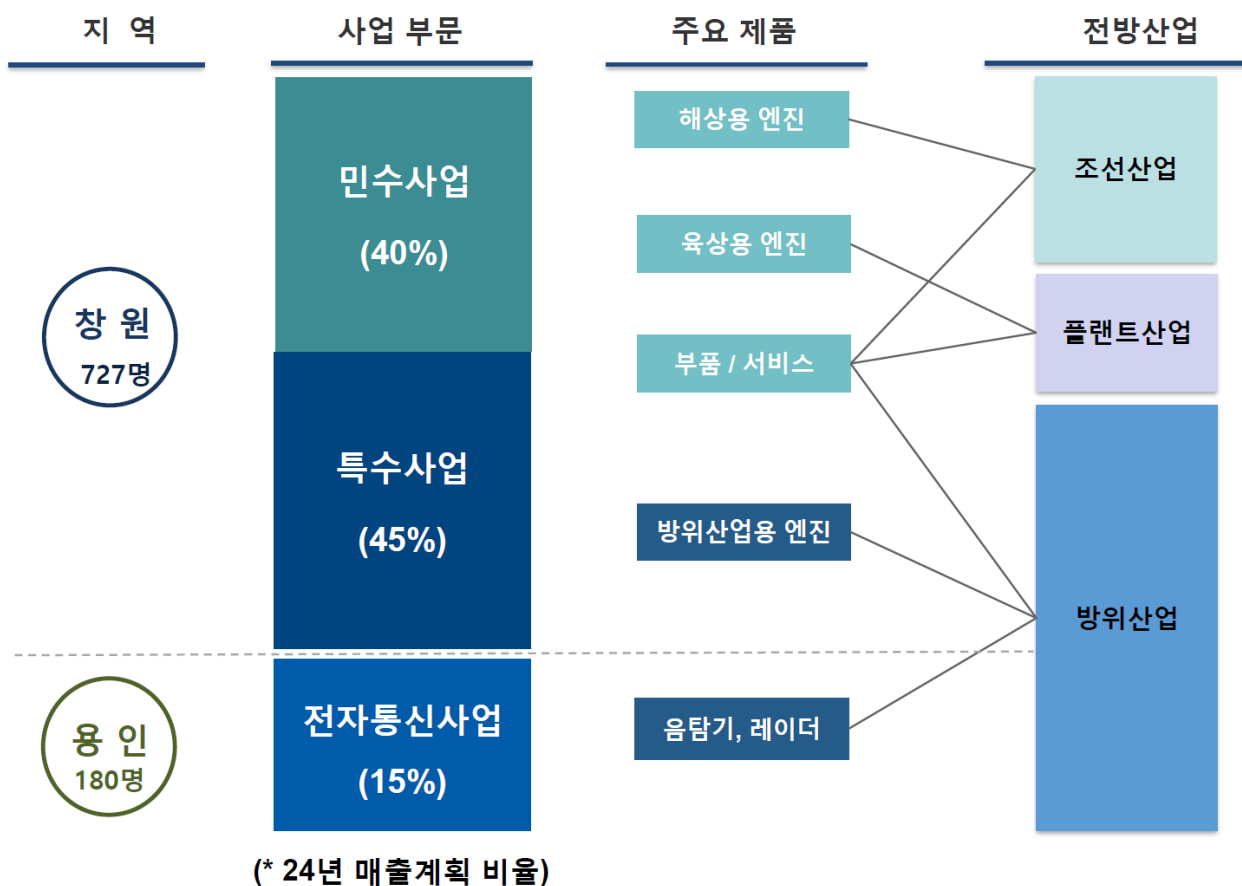 지 역
사업 부문
주요 제품
전방산업
창 원
727명
용 인
180명
민수사업
(40%)
특수사업
(45%)
전자통신사업
(15%)
(* 24년 매출계획 비율)
해상용 엔진
육상용 엔진
부품 / 서비스
방위산업용 엔진
음탐기, 레이더
조선산업
플랜트산업
방위산업